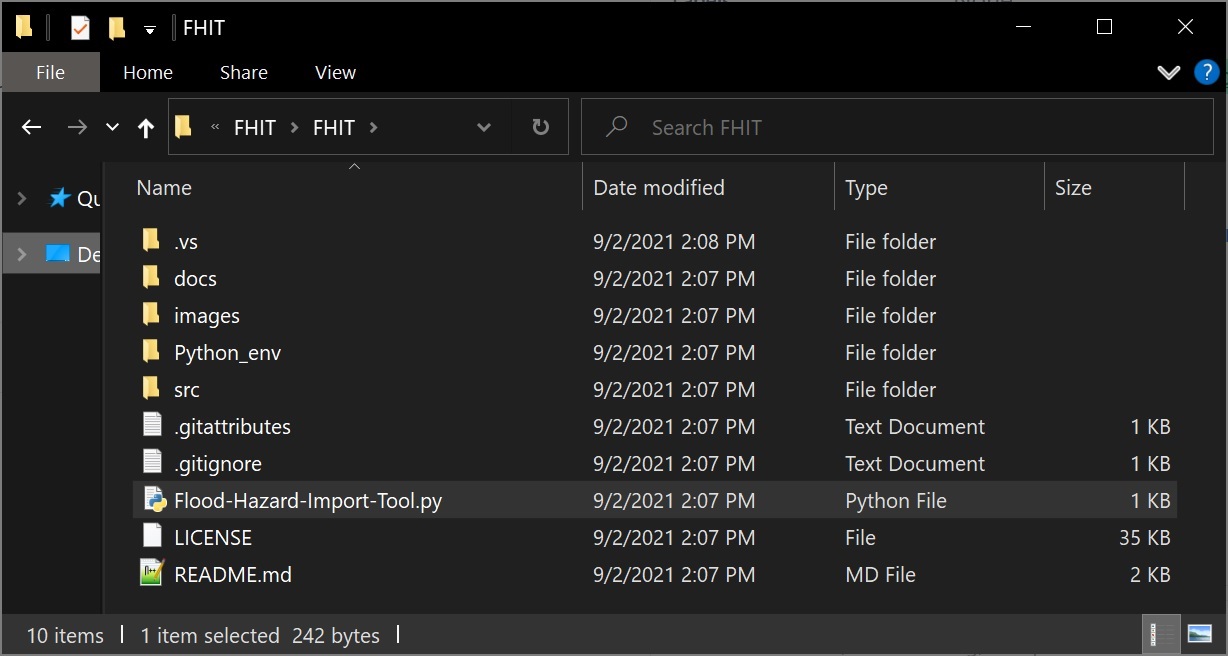 FHIT
File Home Share View ?
« FHIT > FHIT > Search FHIT
Name Date modified Type Size
Qu
De
.vs 9/2/2021 2:08 PM File folder
docs 9/2/2021 2:07 PM File folder
images 9/2/2021 2:07 PM File folder
Python_env 9/2/2021 2:07 PM File folder
src 9/2/2021 2:07 PM File folder
.gitattributes 9/2/2021 2:07 PM Text Document 1 KB
.gitignore 9/2/2021 2:07 PM Text Document 1 KB
Flood-Hazard-Import-Tool.py 9/2/2021 2:07 PM Python File 1 KB
LICENSE 9/2/2021 2:07 PM File 35 KB
README.md 9/2/2021 2:07 PM MD File 2 KB
10 items 1 item selected 242 bytes